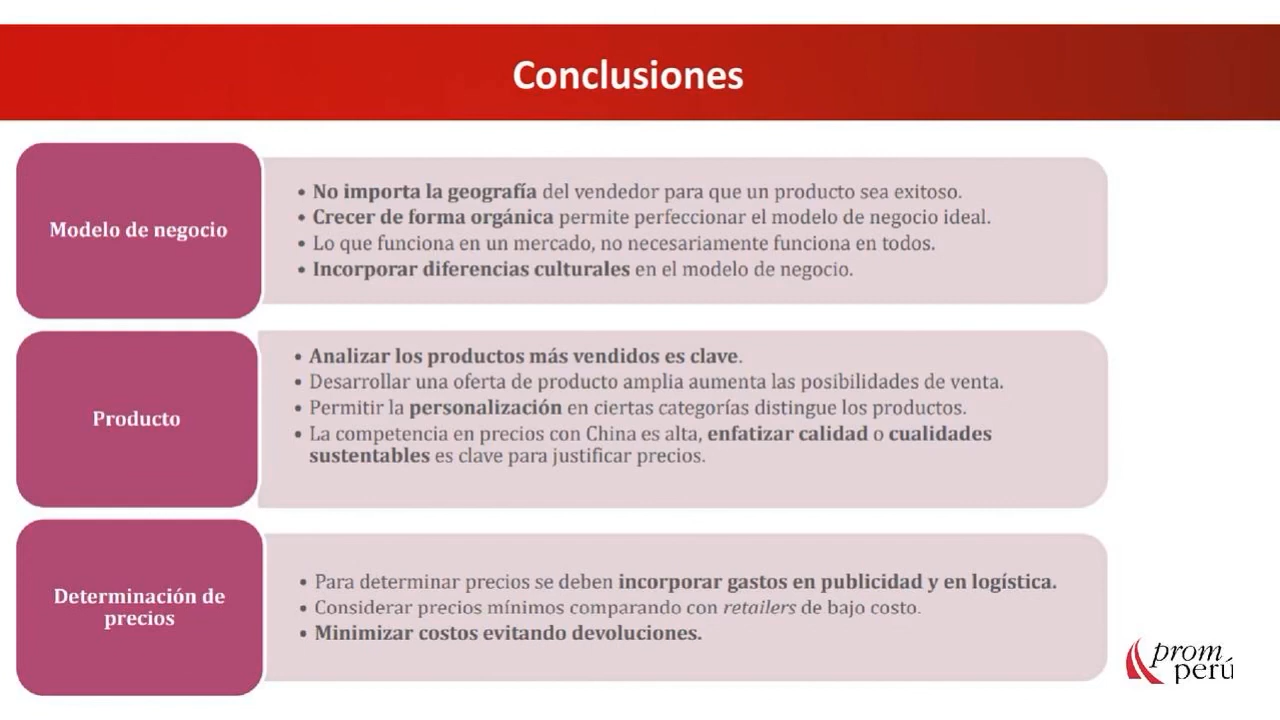 Conclusiones
Modelo de negocio
• No importa la geografía del vendedor para que un producto sea exitoso.
• Crecer de forma orgánica permite perfeccionar el modelo de negocio ideal.
• Lo que funciona en un mercado, no necesariamente funciona en todos.
• Incorporar diferencias culturales en el modelo de negocio.
Producto
• Analizar los productos más vendidos es clave.
• Desarrollar una oferta de producto amplia aumenta las posibilidades de venta.
• Permitir la personalización en ciertas categorías distingue los productos.
• La competencia en precios con China es alta, enfatizar calidad o cualidades
sustentables es clave para justificar precios.
Determinación de
precios
• Para determinar precios se deben incorporar gastos en publicidad y en logística.
• Considerar precios mínimos comparando con retailers de bajo costo.
• Minimizar costos evitando devoluciones.
prom
perú